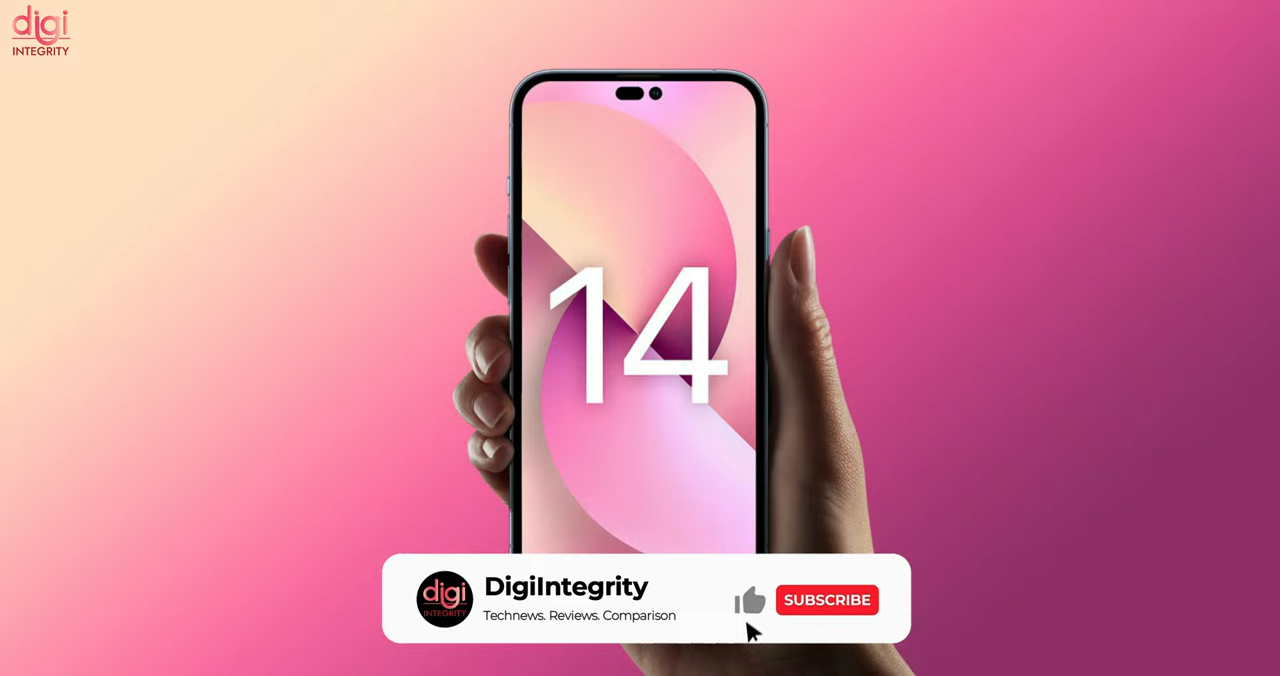 digi
INTEGRITY
14
digi
INTEGRITY
DigiIntegrity
Technews. Reviews. Comparison
SUBSCRIBE